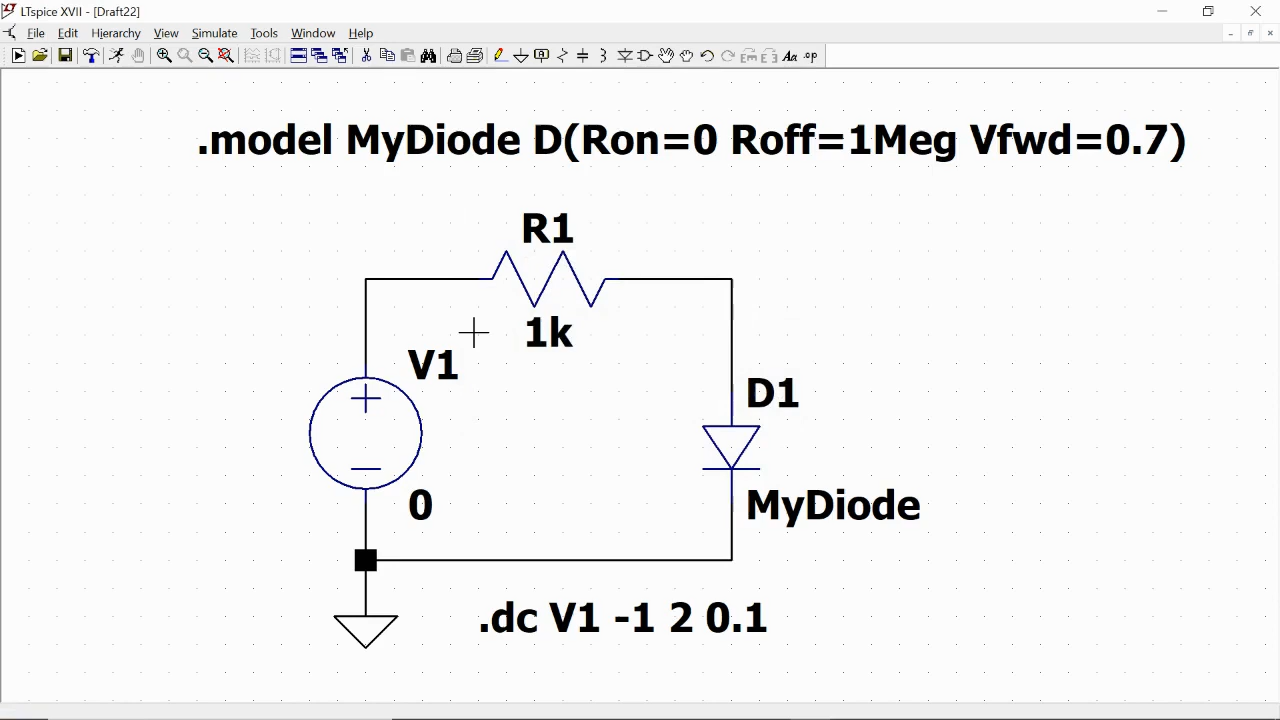 LTspice XVII - [Draft22]
File Edit Hierarchy View Simulate Tools Window Help
.model MyDiode D(Ron=0 Roff=1Meg Vfwd=0.7)
R1
1k
V1
D1
0
MyDiode
.dc V1 -1 2 0.1